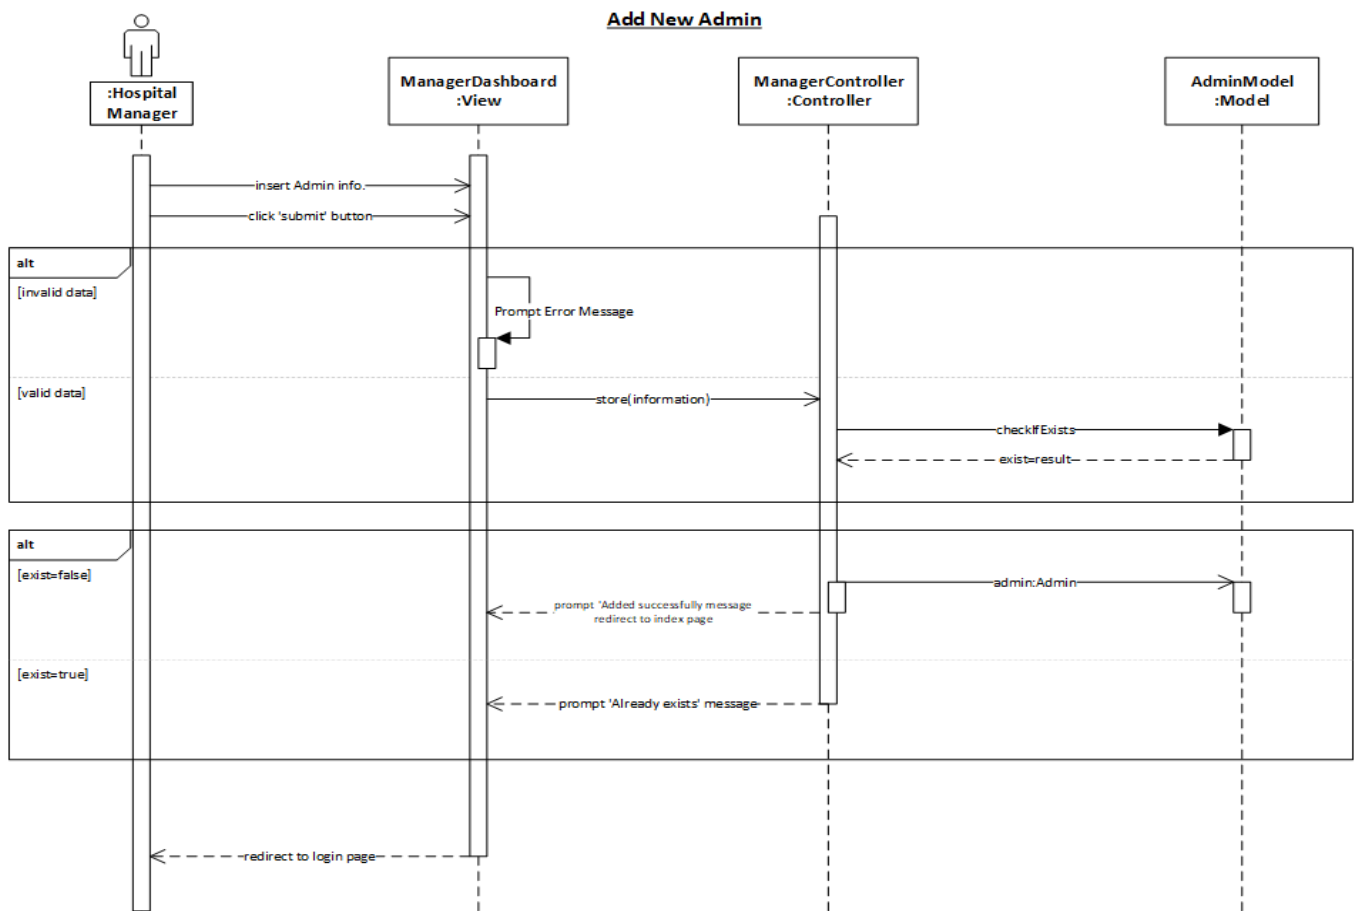 Add New Admin
:Hospital
Manager
ManagerDashboard
:View
ManagerController
:Controller
AdminModel
:Model
insert Admin info.
click 'submit' button
alt
[invalid data]
Prompt Error Message
[valid data]
store(information)
checkIfExists
exist=result
alt
[exist=false]
admin:Admin
prompt 'Added successfully message
redirect to index page
[exist=true]
prompt 'Already exists' message
redirect to login page